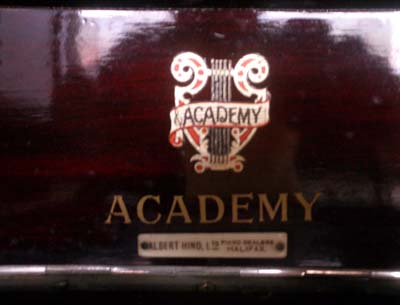 ACADEMY
ACADEMY
ALBERT HIND, LTD PIANO DEALERS
HALIFAX.